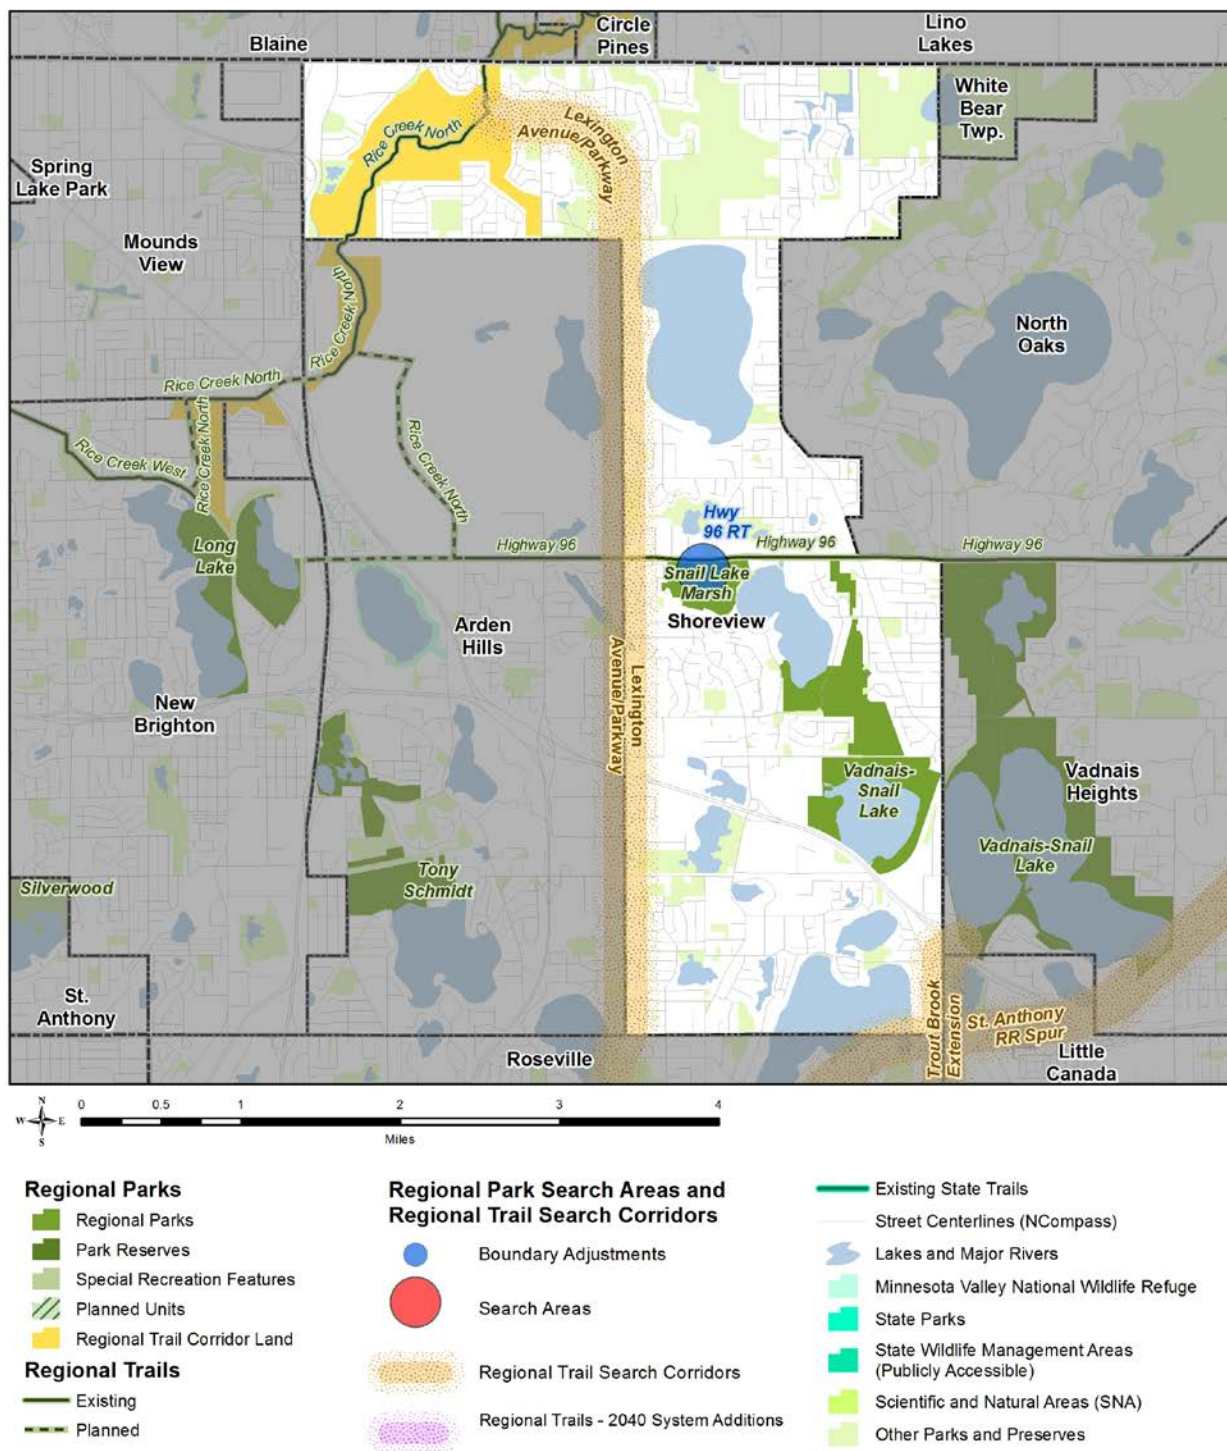 Blaine
Circle
Pines
Lino
Lakes
White
Bear
Twp.
Spring
Lake Park
Rice Creek North
Lexington
Avenue/Parkway
Mounds
View
Rice Creek North
North
Oaks
Rice Creek North
Rice Creek North
Rice Creek West
Rice Creek North
Hwy
96 RT
Long
Lake
Highway 96
Highway 96
Highway 96
Snail Lake
Marsh
Shoreview
Arden
Hills
New
Brighton
Lexington
Avenue/Parkway
Vadnais-
Snail
Lake
Vadnais
Heights
Vadnais-Snail
Lake
Silverwood
Tony
Schmidt
St.
Anthony
Trout Brook
Extension
St. Anthony
RR Spur
Roseville
Little
Canada
N
W E
S
0 0.5 1 2 3 4
Miles
Regional Parks
Regional Parks
Park Reserves
Special Recreation Features
Planned Units
Regional Trail Corridor Land
Regional Trails
Existing
Planned
Regional Park Search Areas and
Regional Trail Search Corridors
Boundary Adjustments
Search Areas
Regional Trail Search Corridors
Regional Trails - 2040 System Additions
Existing State Trails
Street Centerlines (NCompass)
Lakes and Major Rivers
Minnesota Valley National Wildlife Refuge
State Parks
State Wildlife Management Areas
(Publicly Accessible)
Scientific and Natural Areas (SNA)
Other Parks and Preserves